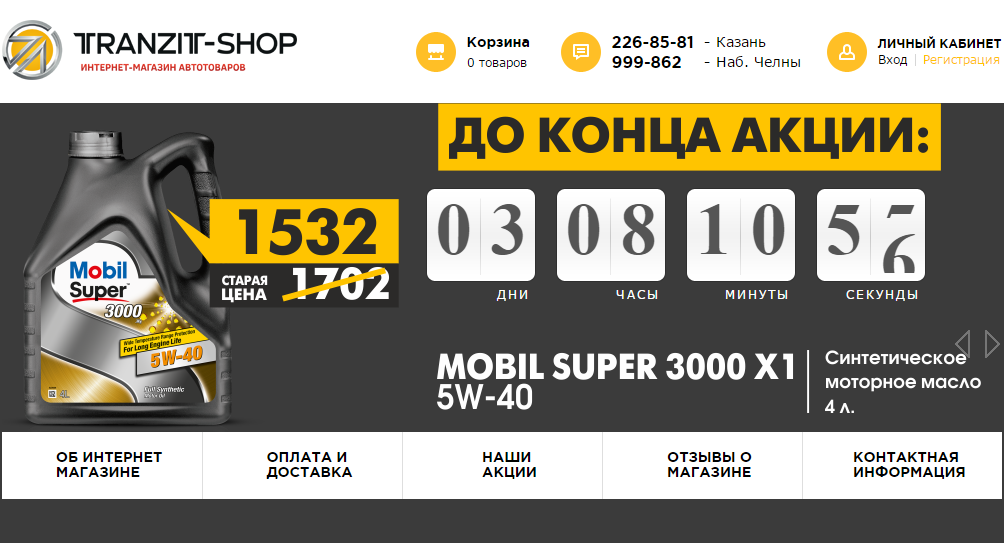 TRANZIT-SHOP
ИНТЕРНЕТ-МАГАЗИН АВТОТОВАРОВ
Корзина
0 товаров
226-85-81 - Казань
999-862 - Наб. Челны
ЛИЧНЫЙ КАБИНЕТ
Вход | Регистрация
ДО КОНЦА АКЦИИ:
03 08 10 5
ДНИ ЧАСЫ МИНУТЫ СЕКУНДЫ
1532
СТАРАЯ
ЦЕНА 1702
Mobil
Super
3000
Wide Temperature Range Protection
For Long Engine Life
5W-40
Fully Synthetic
Motor Oil
4L
MOBIL SUPER 3000 X1
5W-40
Синтетическое
моторное масло
4 л.
ОБ ИНТЕРНЕТ
МАГАЗИНЕ
ОПЛАТА И
ДОСТАВКА
НАШИ
АКЦИИ
ОТЗЫВЫ О
МАГАЗИНЕ
КОНТАКТНАЯ
ИНФОРМАЦИЯ